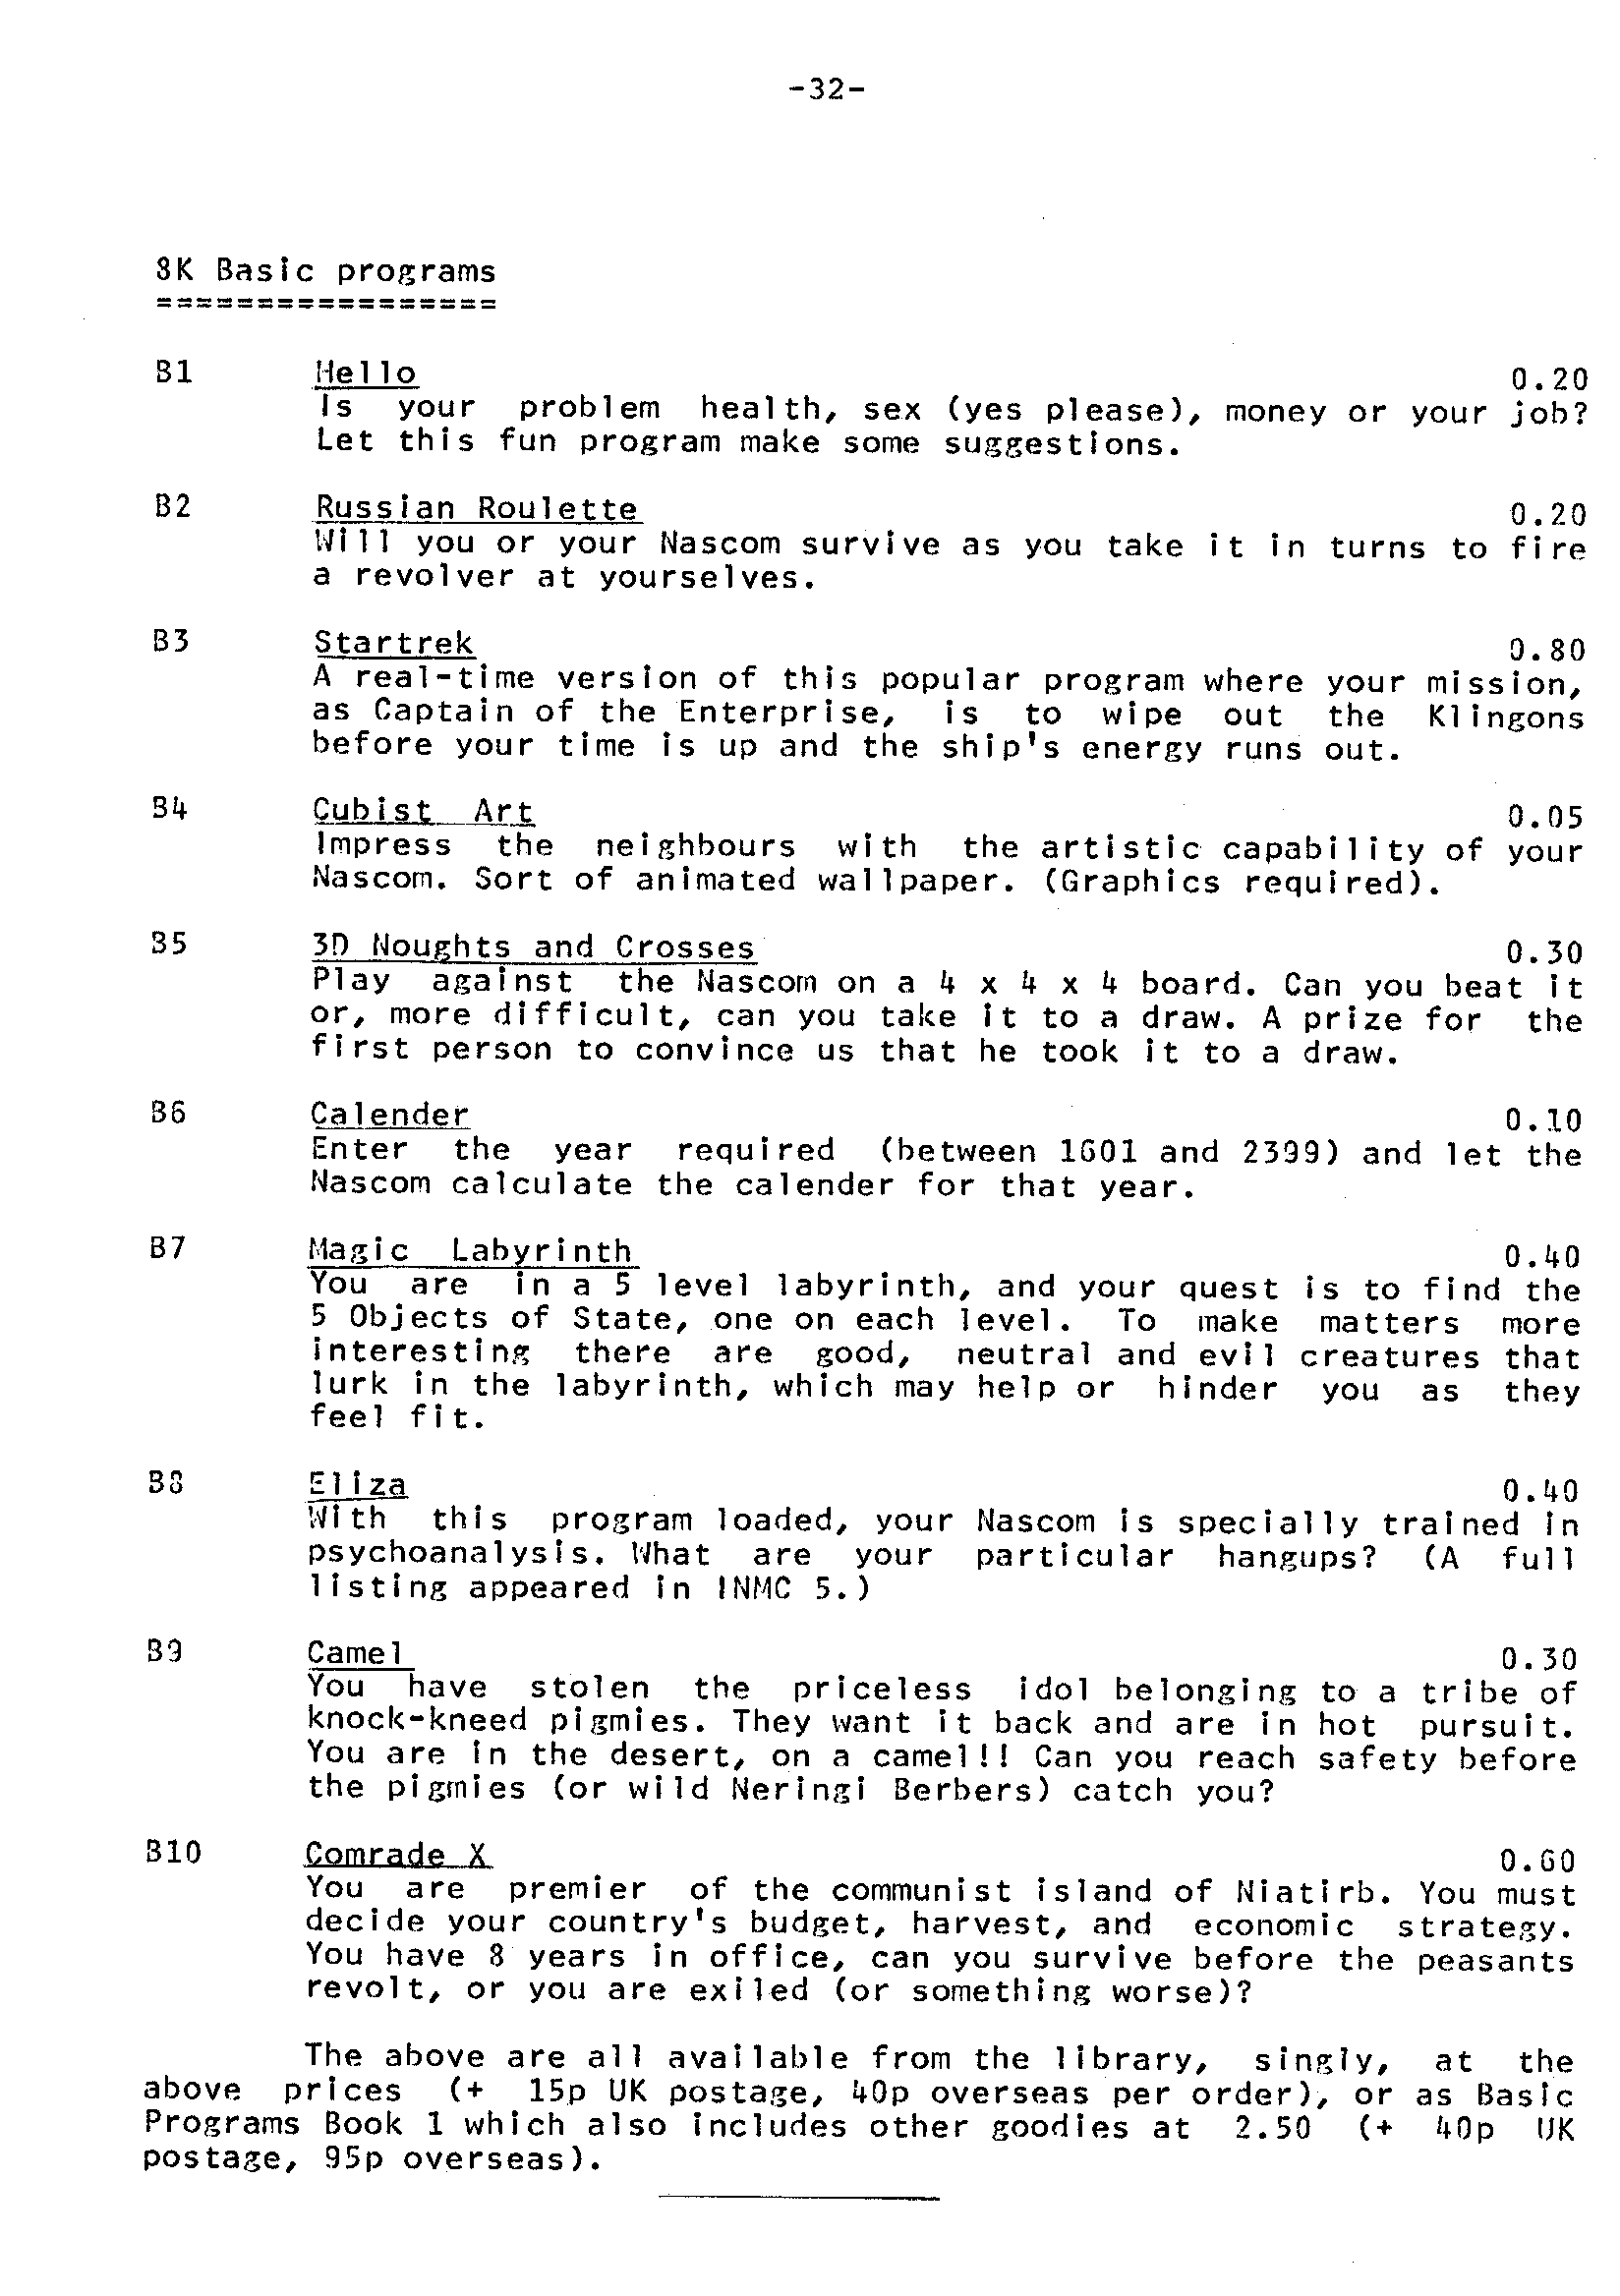 -32-
8K Basic programs
=================
B1 Hello 0.20
Is your problem health, sex (yes please), money or your job?
Let this fun program make some suggestions.
B2 Russian Roulette 0.20
Will you or your Nascom survive as you take it in turns to fire
a revolver at yourselves.
B3 Startrek 0.80
A real-time version of this popular program where your mission,
as Captain of the Enterprise, is to wipe out the Klingons
before your time is up and the ship's energy runs out.
B4 Cubist Art 0.05
Impress the neighbours with the artistic capability of your
Nascom. Sort of animated wallpaper. (Graphics required).
B5 3D Noughts and Crosses 0.30
Play against the Nascom on a 4 x 4 x 4 board. Can you beat it
or, more difficult, can you take it to a draw. A prize for the
first person to convince us that he took it to a draw.
B6 Calender 0.10
Enter the year required (between 1601 and 2399) and let the
Nascom calculate the calender for that year.
B7 Magic Labyrinth 0.40
You are in a 5 level labyrinth, and your quest is to find the
5 Objects of State, one on each level. To make matters more
interesting there are good, neutral and evil creatures that
lurk in the labyrinth, which may help or hinder you as they
feel fit.
B8 Eliza 0.40
With this program loaded, your Nascom is specially trained in
psychoanalysis. What are your particular hangups? (A full
listing appeared in INMC 5.)
B9 Camel 0.30
You have stolen the priceless idol belonging to a tribe of
knock-kneed pigmies. They want it back and are in hot pursuit.
You are in the desert, on a camel!! Can you reach safety before
the pigmies (or wild Neringi Berbers) catch you?
B10 Comrade X 0.60
You are premier of the communist island of Niatirb. You must
decide your country's budget, harvest, and economic strategy.
You have 8 years in office, can you survive before the peasants
revolt, or you are exiled (or something worse)?
The above are all available from the library, singly, at the
above prices (+ 15p UK postage, 40p overseas per order), or as Basic
Programs Book 1 which also includes other goodies at 2.50 (+ 40p UK
postage, 95p overseas).